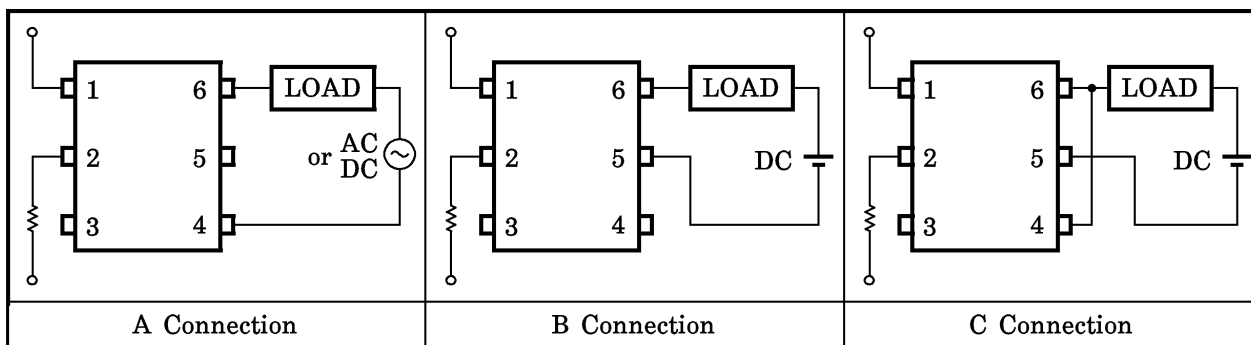 1 6 LOAD
2 5 or AC DC
3 4
A Connection
1 6 LOAD
2 5 DC
3 4
B Connection
1 6 LOAD
2 5 DC
3 4
C Connection